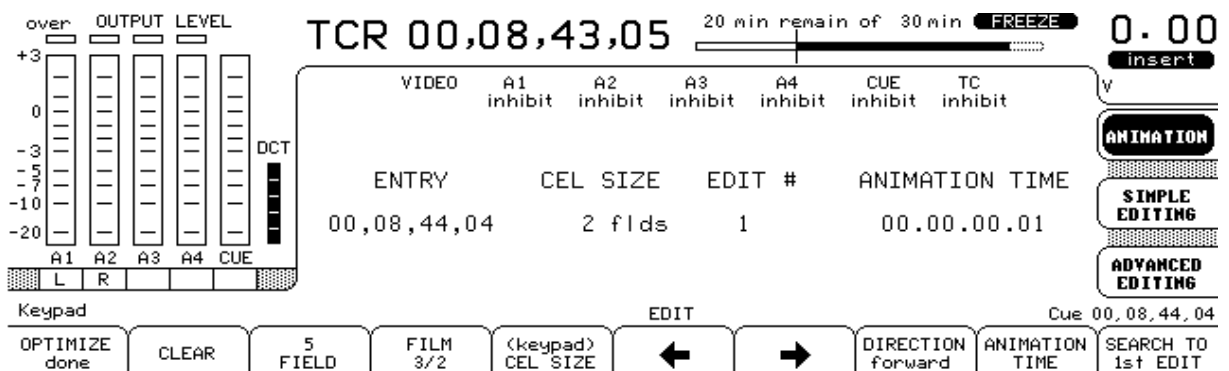 over OUTPUT LEVEL
TCR 00,08,43,05
20 min remain of 30 min FREEZE
0.00
insert
V
+3
0
-3
-5
-7
-10
-20
DCT
A1 A2 A3 A4 CUE
L R
VIDEO A1 A2 A3 A4 CUE TC
inhibit inhibit inhibit inhibit inhibit inhibit
ENTRY CEL SIZE EDIT # ANIMATION TIME
00,08,44,04 2 flds 1 00.00.00.01
ANIMATION
SIMPLE
EDITING
ADVANCED
EDITING
Keypad EDIT Cue 00,08,44,04
OPTIMIZE
done
CLEAR
5
FIELD
FILM
3/2
(keypad)
CEL SIZE
DIRECTION
forward
ANIMATION
TIME
SEARCH TO
1st EDIT